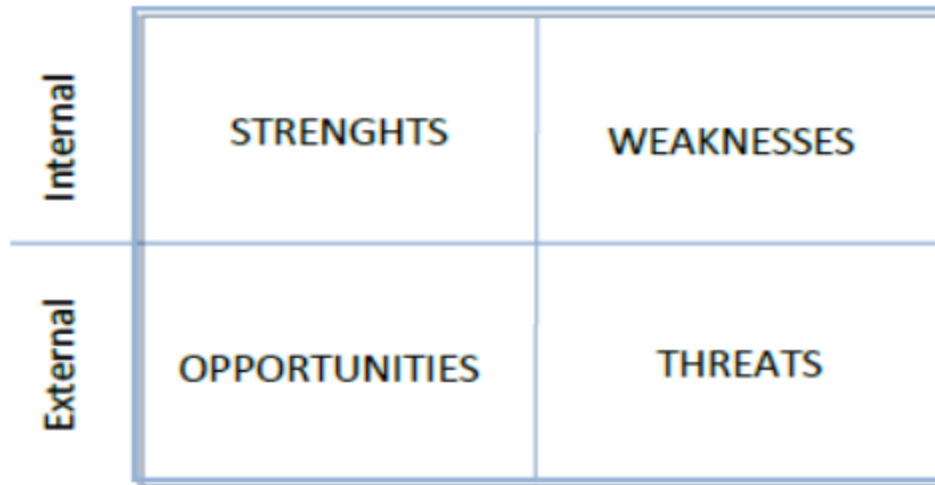 Internal
STRENGHTS
WEAKNESSES
External
OPPORTUNITIES
THREATS